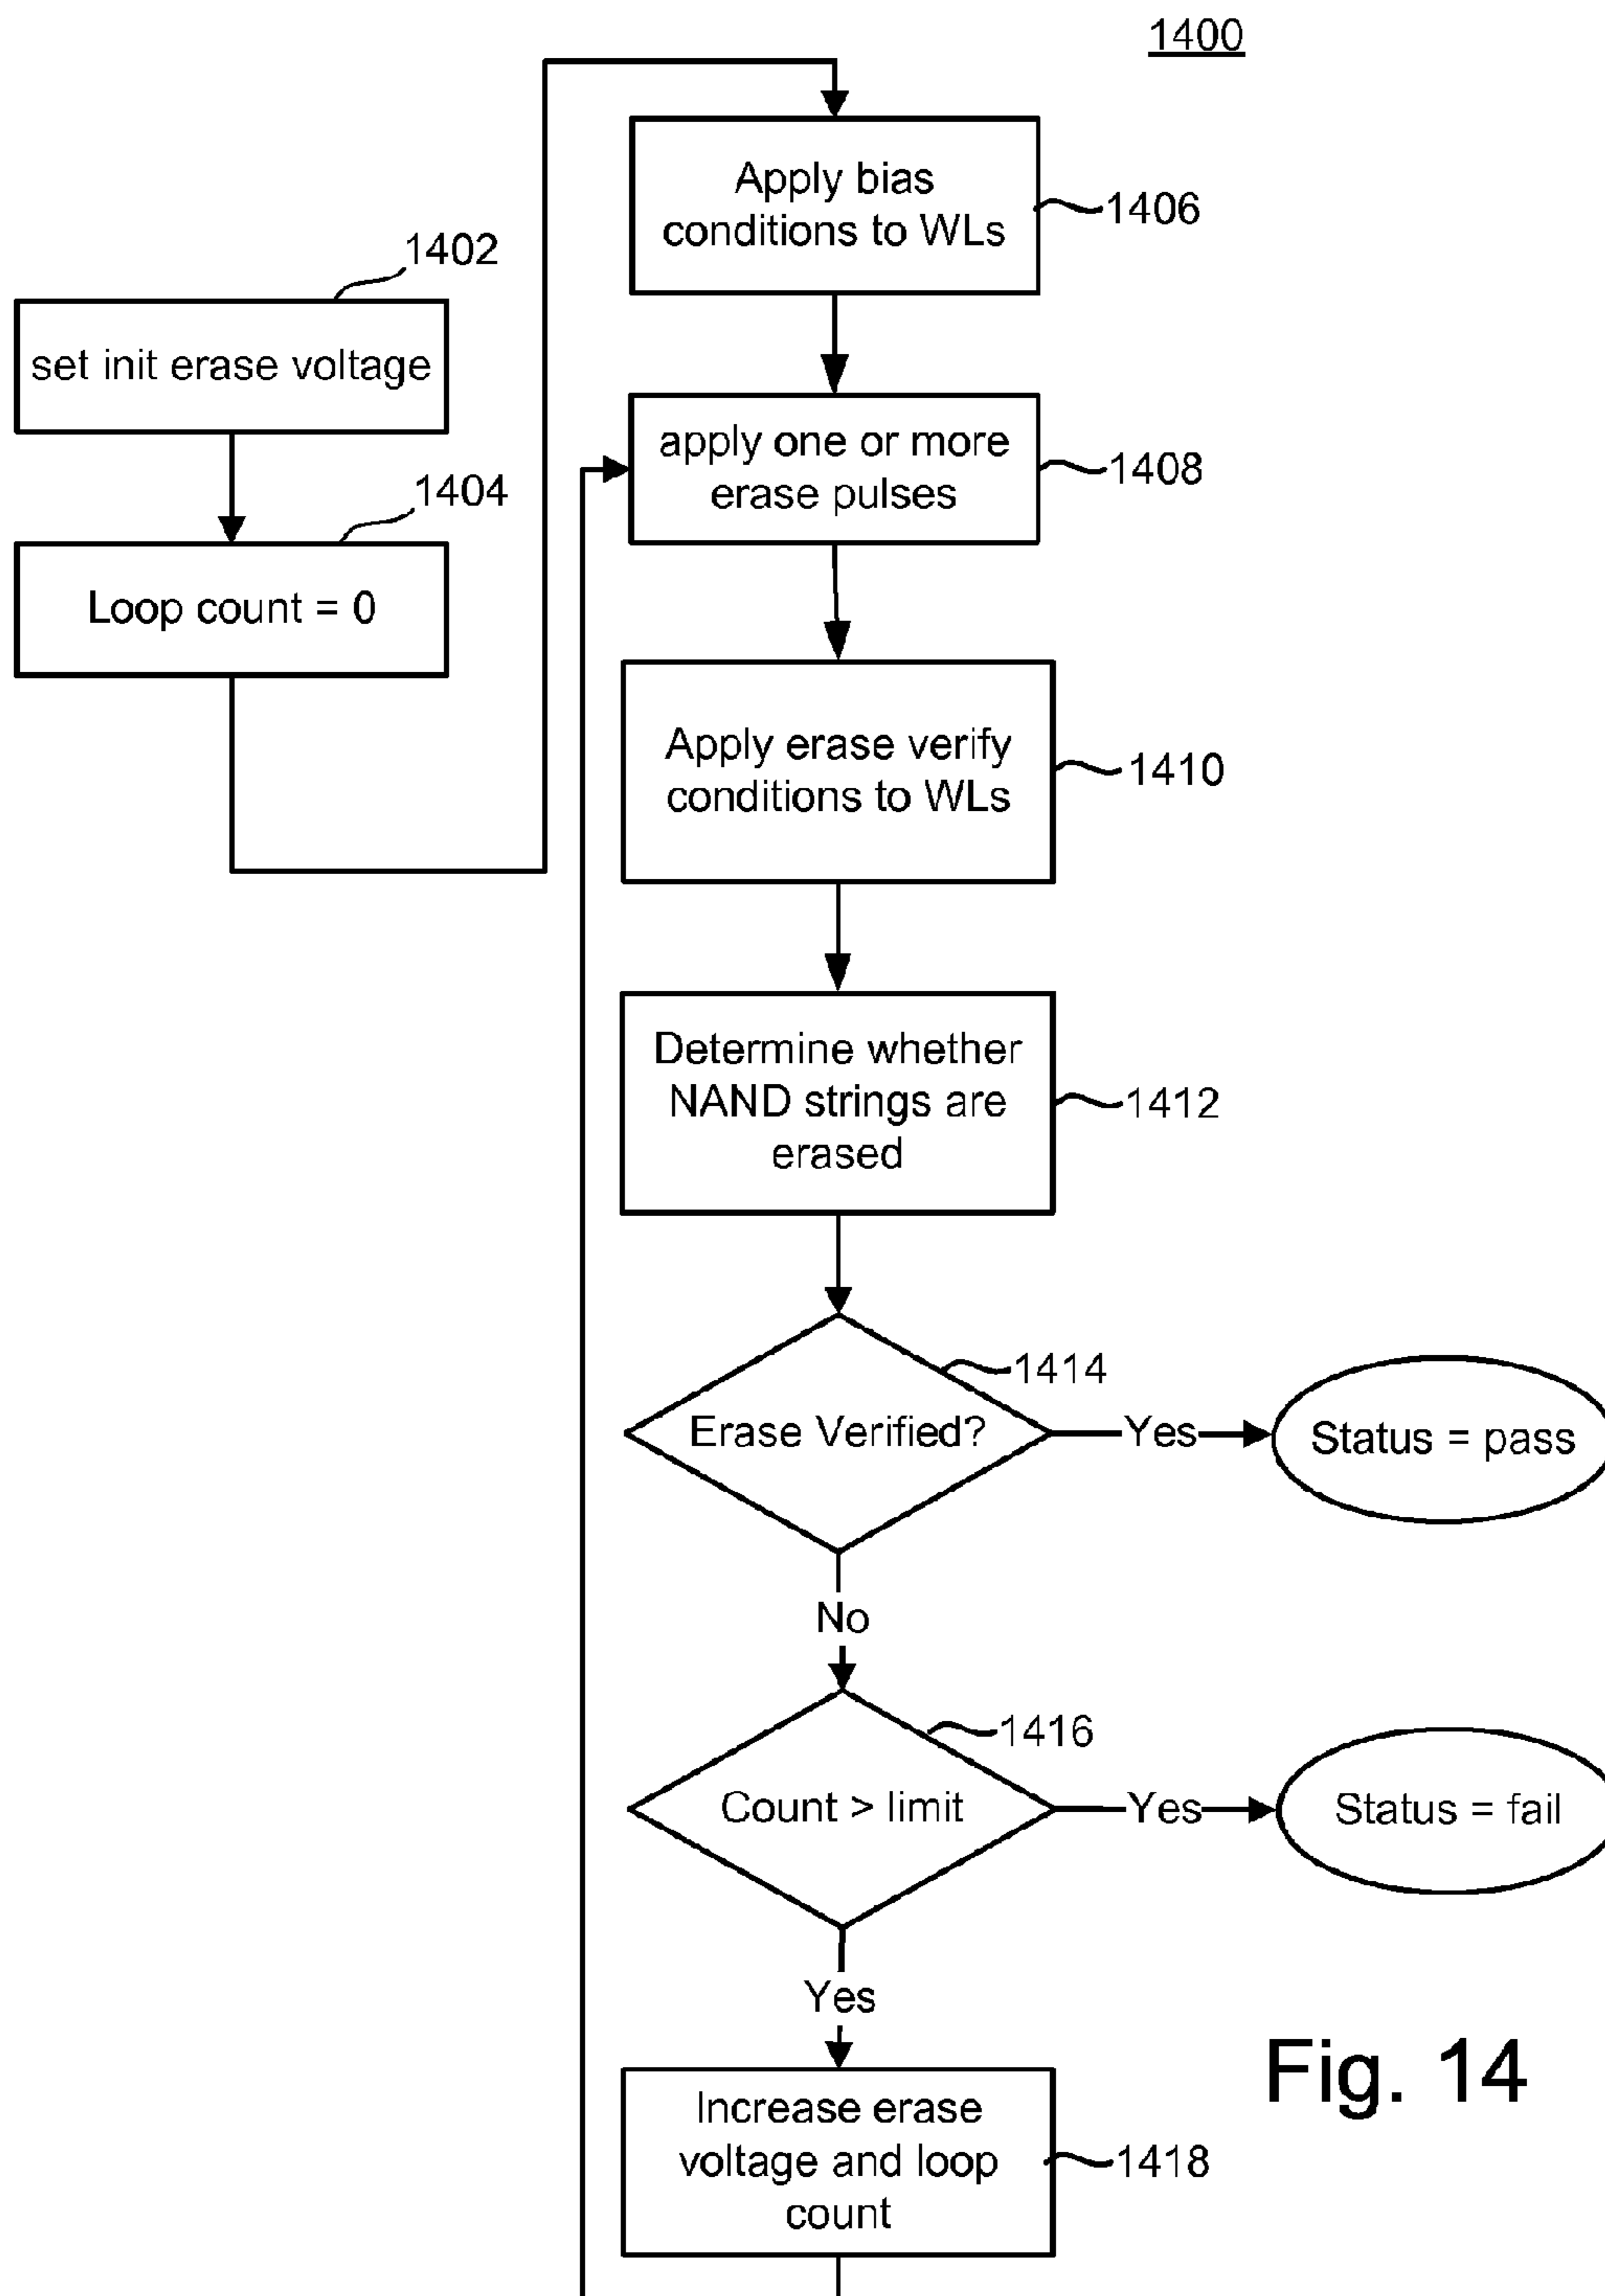 1400
1402
set init erase voltage
1404
Loop count = 0
Apply bias
conditions to WLs
1406
apply one or more
erase pulses
1408
Apply erase verify
conditions to WLs
1410
Determine whether
NAND strings are
erased
1412
1414
Erase Verified?
Yes
Status = pass
No
1416
Count > limit
Yes
Status = fail
Yes
Increase erase
voltage and loop
count
1418
Fig. 14